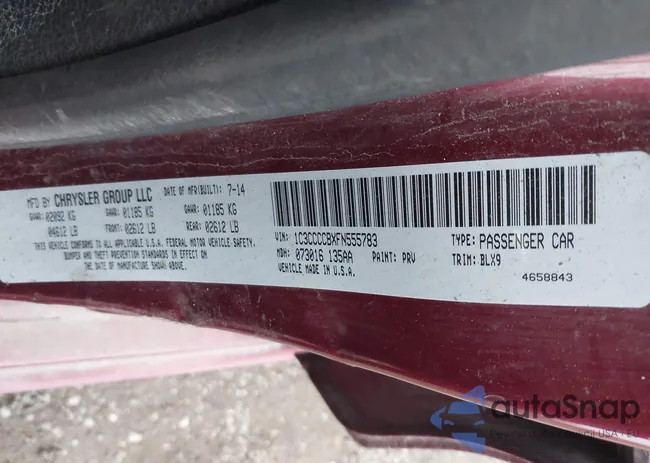 MFD BY CHRYSLER GROUP LLC DATE OF MFR(BUILT): 7-14
GVWR: 02092 KG GAWR: 01185 KG GAWR: 01185 KG
04612 LB FRONT: 02612 LB REAR: 02612 LB
THIS VEHICLE CONFORMS TO ALL APPLICABLE U.S.A. FEDERAL MOTOR VEHICLE SAFETY,
BUMPER AND THEFT PREVENTION STANDARDS IN EFFECT ON THE
DATE OF MANUFACTURE SHOWN ABOVE.
VIN: 1C3CCCCBXFN555783 TYPE: PASSENGER CAR
MDH: 073016 135AA PAINT: PRV TRIM: BLX9
VEHICLE MADE IN U.S.A.
4658843
autoSnap